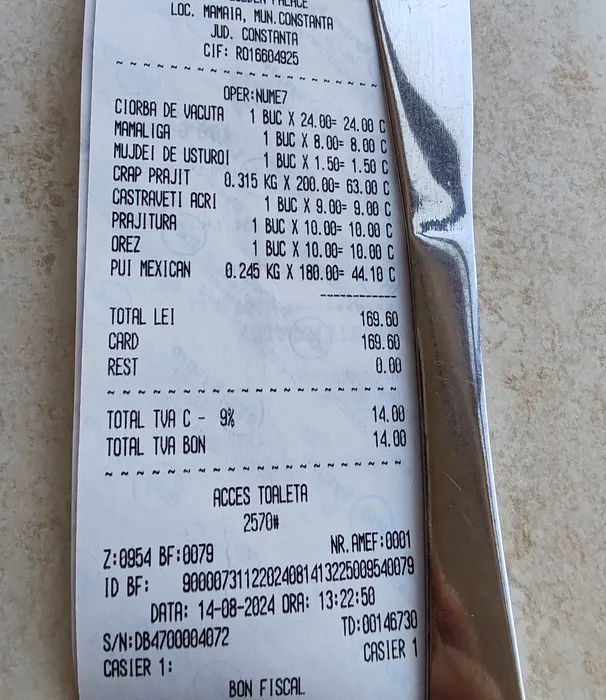 PALACE
LOC. MAMAIA, MUN.CONSTANTA
JUD. CONSTANTA
CIF: RO16604925
OPER:NUME7
CIORBA DE VACUTA 1 BUC X 24.00= 24.00 C
MAMALIGA 1 BUC X 8.00= 8.00 C
MUJDEI DE USTUROI 1 BUC X 1.50= 1.50 C
CRAP PRAJIT 0.315 KG X 200.00= 63.00 C
CASTRAVETI ACRI 1 BUC X 9.00= 9.00 C
PRAJITURA 1 BUC X 10.00= 10.00 C
OREZ 1 BUC X 10.00= 10.00 C
PUI MEXICAN 0.245 KG X 180.00= 44.10 C
TOTAL LEI 169.60
CARD 169.60
REST 0.00
TOTAL TVA C - 9% 14.00
TOTAL TVA BON 14.00
ACCES TOALETA
2570#
Z:0954 BF:0079 NR.AMEF:0001
ID BF: 9000073112202408141322500954​0079
DATA: 14-08-2024 ORA: 13:22:50
S/N:DB4700004072 TD:00146730
CASIER 1: CASIER 1
BON FISCAL